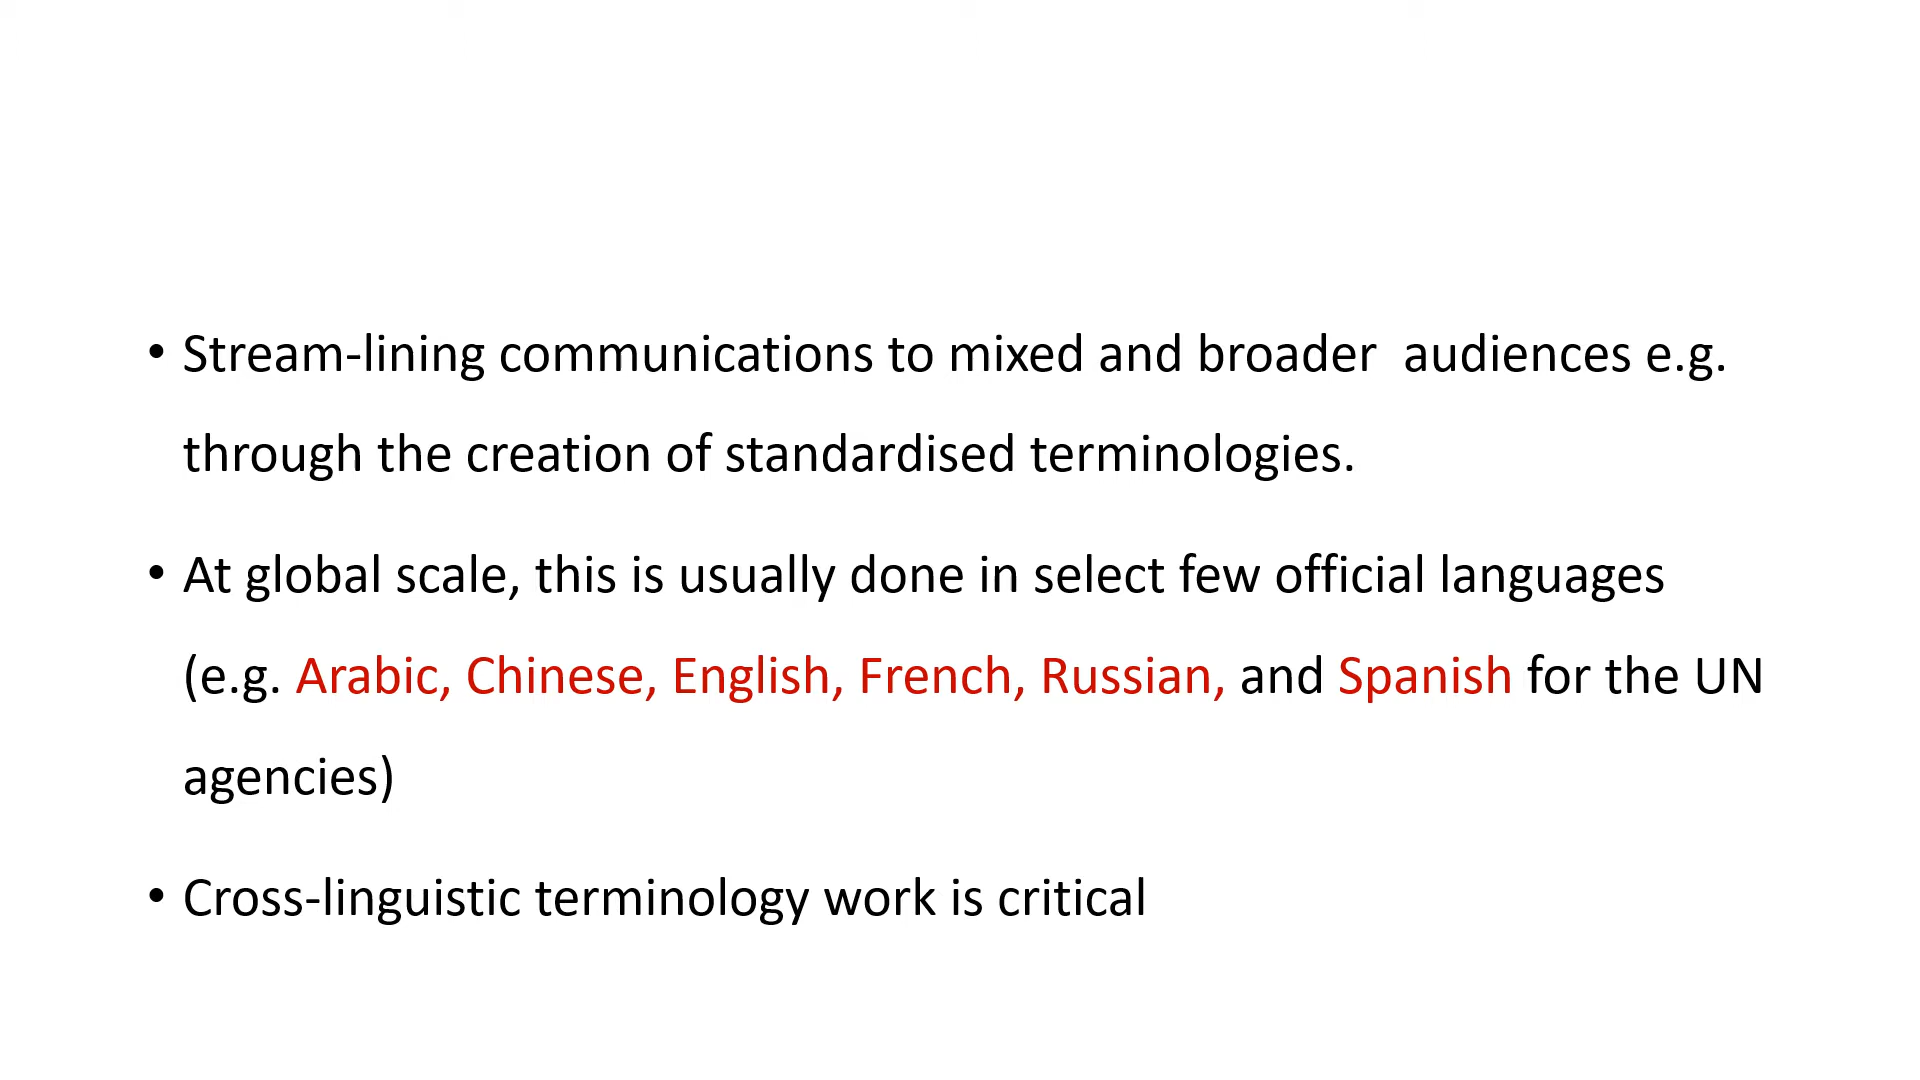 • Stream-lining communications to mixed and broader  audiences e.g.
through the creation of standardised terminologies.
• At global scale, this is usually done in select few official languages
(e.g. Arabic, Chinese, English, French, Russian, and Spanish for the UN
agencies)
• Cross-linguistic terminology work is critical